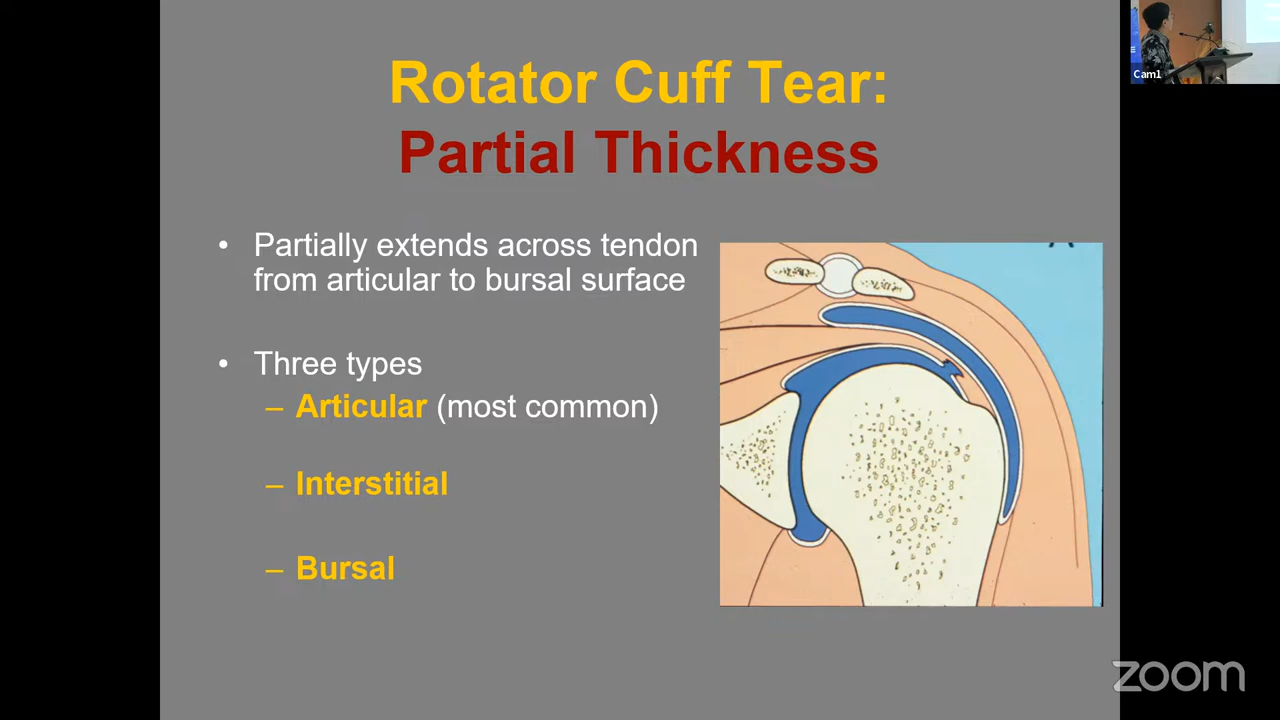 Rotator Cuff Tear:
Partial Thickness
• Partially extends across tendon
from articular to bursal surface
• Three types
– Articular (most common)
– Interstitial
– Bursal
Cam1
zoom